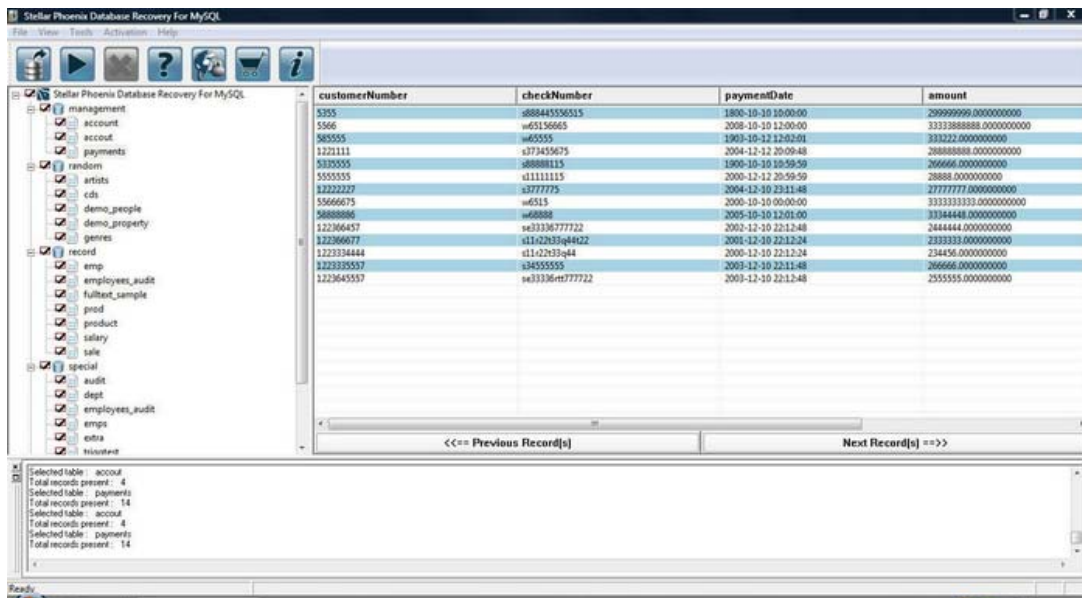 Stellar Phoenix Database Recovery For MySQL
File View Tools Activation Help
Stellar Phoenix Database Recovery For MySQL
management
account
accout
payments
random
artists
cds
demo_people
demo_property
genres
record
emp
employees_audit
fulltext_sample
prod
product
salary
sale
special
audit
dept
employees_audit
emps
extra
customerNumber checkNumber paymentDate amount
5355 s888445556515 1800-10-10 10:00:00 299999999.0000000000
5566 w65156665 2008-10-10 12:00:00 33333888888.0000000000
565555 w65555 1903-10-12 12:02:01 333222.0000000000
1221111 s373455675 2004-12-12 20:09:48 288888888.0000000000
5335555 s88888115 1900-10-10 10:59:59 266666.0000000000
5555555 s11111115 2000-12-12 20:59:59 28888.0000000000
12222227 s3777775 2004-12-10 23:11:48 27777777.0000000000
55666675 w6515 2000-10-10 00:00:00 3333333333.0000000000
58888886 w68888 2005-10-10 12:01:00 33344448.0000000000
122366457 se33336777722 2002-12-10 22:12:48 2444444.0000000000
122366677 s11r22t33q44t22 2001-12-10 22:12:24 2333333.0000000000
1223334444 s11r22t33q44 2000-12-10 22:12:24 234456.0000000000
1223335557 s34555555 2003-12-10 22:11:48 266666.0000000000
1223645557 se33336rtt777722 2003-12-10 22:12:48 2555555.0000000000
<<== Previous Record(s) Next Record(s) ==>>
Selected table : accout
Total records present : 4
Selected table : payments
Total records present : 14
Selected table : accout
Total records present : 4
Selected table : payments
Total records present : 14
Ready